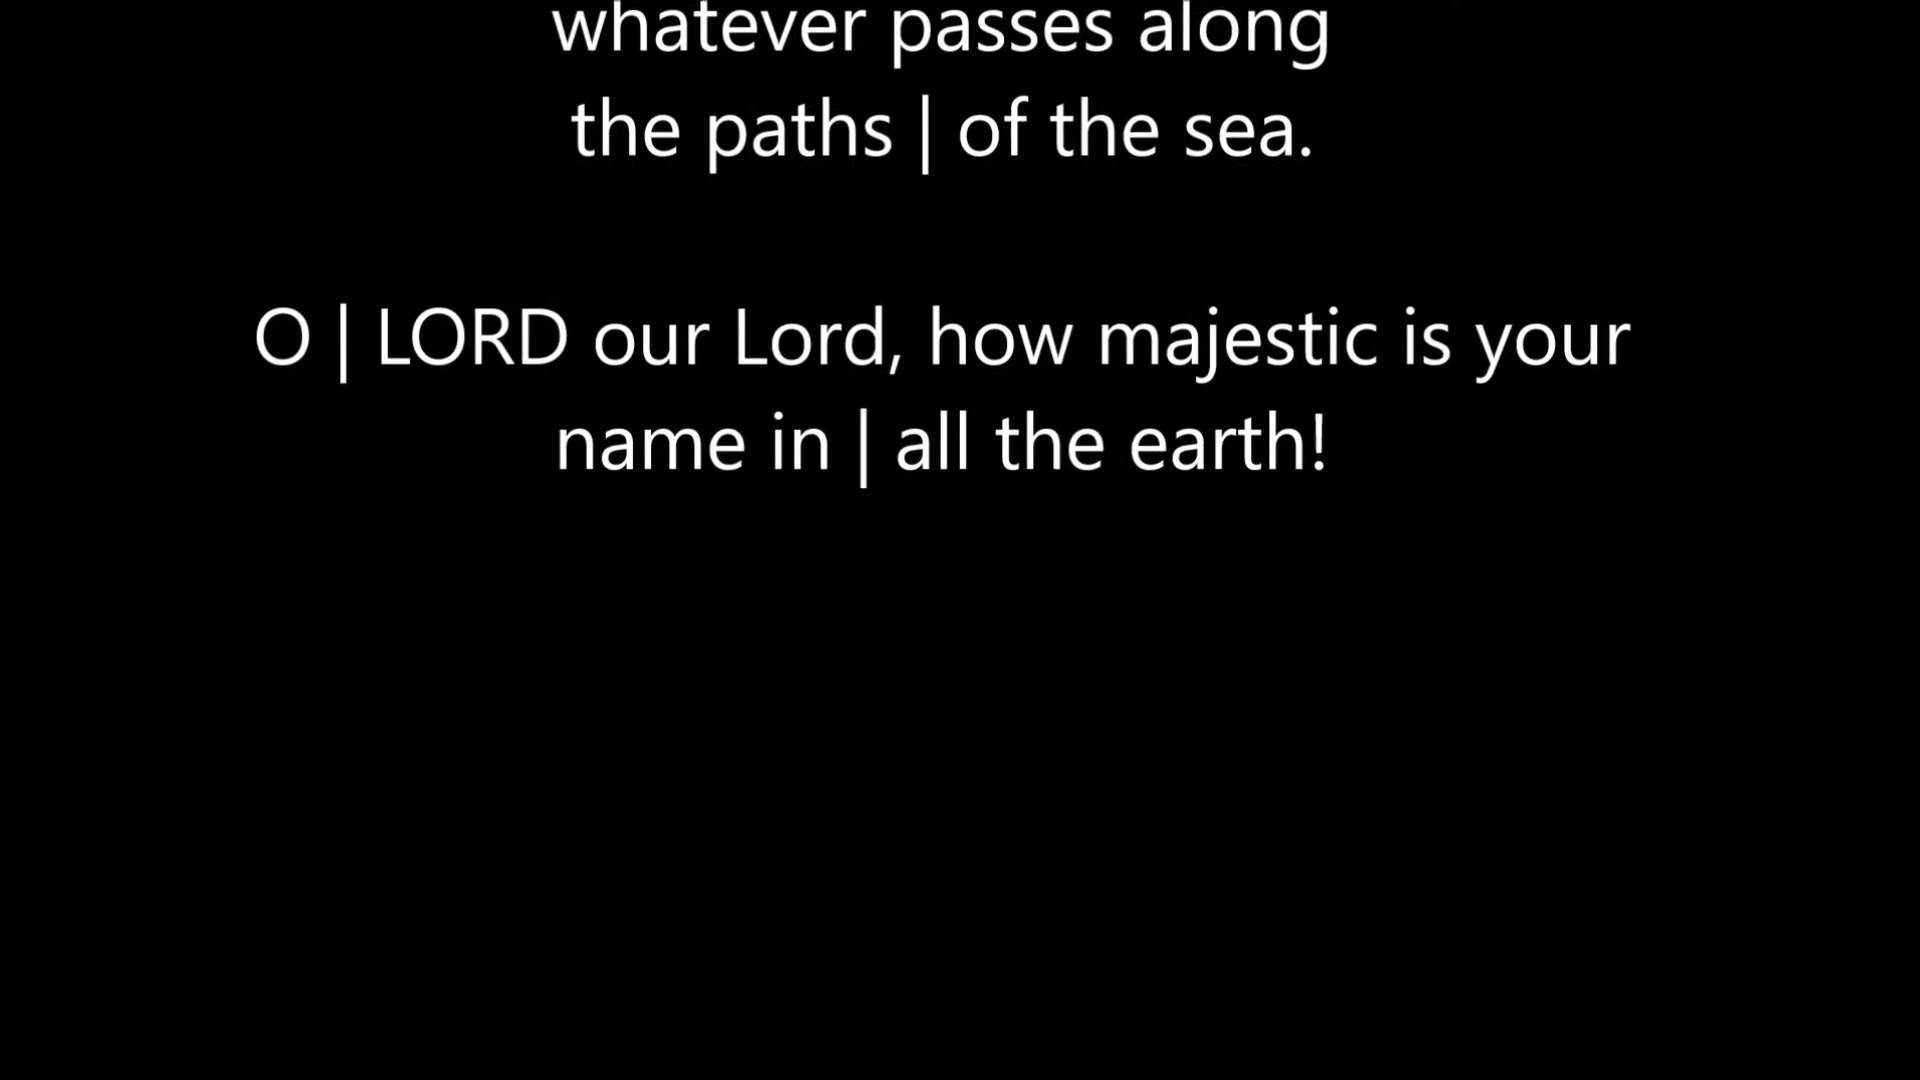 whatever passes along
the paths | of the sea.
O | LORD our Lord, how majestic is your
name in | all the earth!